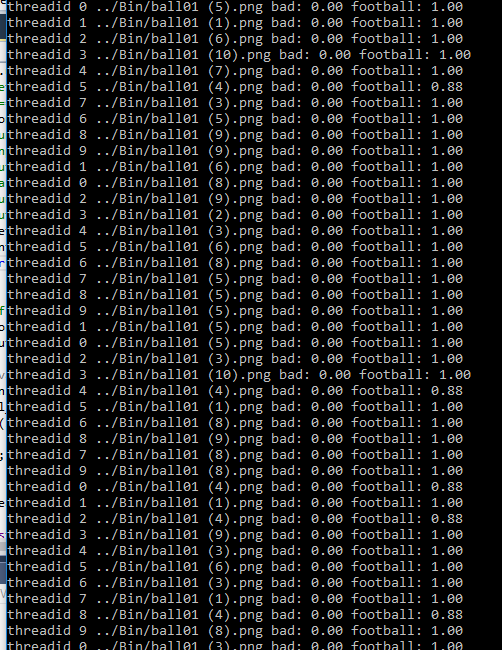 threadid 0 ../Bin/ball01 (5).png bad: 0.00 football: 1.00
threadid 1 ../Bin/ball01 (1).png bad: 0.00 football: 1.00
threadid 2 ../Bin/ball01 (6).png bad: 0.00 football: 1.00
threadid 3 ../Bin/ball01 (10).png bad: 0.00 football: 1.00
threadid 4 ../Bin/ball01 (7).png bad: 0.00 football: 1.00
threadid 5 ../Bin/ball01 (4).png bad: 0.00 football: 0.88
threadid 7 ../Bin/ball01 (3).png bad: 0.00 football: 1.00
threadid 6 ../Bin/ball01 (5).png bad: 0.00 football: 1.00
threadid 8 ../Bin/ball01 (9).png bad: 0.00 football: 1.00
threadid 9 ../Bin/ball01 (9).png bad: 0.00 football: 1.00
threadid 1 ../Bin/ball01 (6).png bad: 0.00 football: 1.00
threadid 0 ../Bin/ball01 (8).png bad: 0.00 football: 1.00
threadid 2 ../Bin/ball01 (9).png bad: 0.00 football: 1.00
threadid 3 ../Bin/ball01 (2).png bad: 0.00 football: 1.00
threadid 4 ../Bin/ball01 (3).png bad: 0.00 football: 1.00
threadid 5 ../Bin/ball01 (6).png bad: 0.00 football: 1.00
threadid 6 ../Bin/ball01 (8).png bad: 0.00 football: 1.00
threadid 7 ../Bin/ball01 (5).png bad: 0.00 football: 1.00
threadid 8 ../Bin/ball01 (5).png bad: 0.00 football: 1.00
threadid 9 ../Bin/ball01 (5).png bad: 0.00 football: 1.00
threadid 1 ../Bin/ball01 (5).png bad: 0.00 football: 1.00
threadid 0 ../Bin/ball01 (5).png bad: 0.00 football: 1.00
threadid 2 ../Bin/ball01 (3).png bad: 0.00 football: 1.00
threadid 3 ../Bin/ball01 (10).png bad: 0.00 football: 1.00
threadid 4 ../Bin/ball01 (4).png bad: 0.00 football: 0.88
threadid 5 ../Bin/ball01 (1).png bad: 0.00 football: 1.00
threadid 6 ../Bin/ball01 (8).png bad: 0.00 football: 1.00
threadid 8 ../Bin/ball01 (9).png bad: 0.00 football: 1.00
threadid 7 ../Bin/ball01 (8).png bad: 0.00 football: 1.00
threadid 9 ../Bin/ball01 (8).png bad: 0.00 football: 1.00
threadid 0 ../Bin/ball01 (4).png bad: 0.00 football: 0.88
threadid 1 ../Bin/ball01 (1).png bad: 0.00 football: 1.00
threadid 2 ../Bin/ball01 (4).png bad: 0.00 football: 0.88
threadid 3 ../Bin/ball01 (9).png bad: 0.00 football: 1.00
threadid 4 ../Bin/ball01 (3).png bad: 0.00 football: 1.00
threadid 5 ../Bin/ball01 (6).png bad: 0.00 football: 1.00
threadid 6 ../Bin/ball01 (3).png bad: 0.00 football: 1.00
threadid 7 ../Bin/ball01 (1).png bad: 0.00 football: 1.00
threadid 8 ../Bin/ball01 (4).png bad: 0.00 football: 0.88
threadid 9 ../Bin/ball01 (8).png bad: 0.00 football: 1.00
threadid 0 ../Bin/ball01 (3).png bad: 0.00 football: 1.00